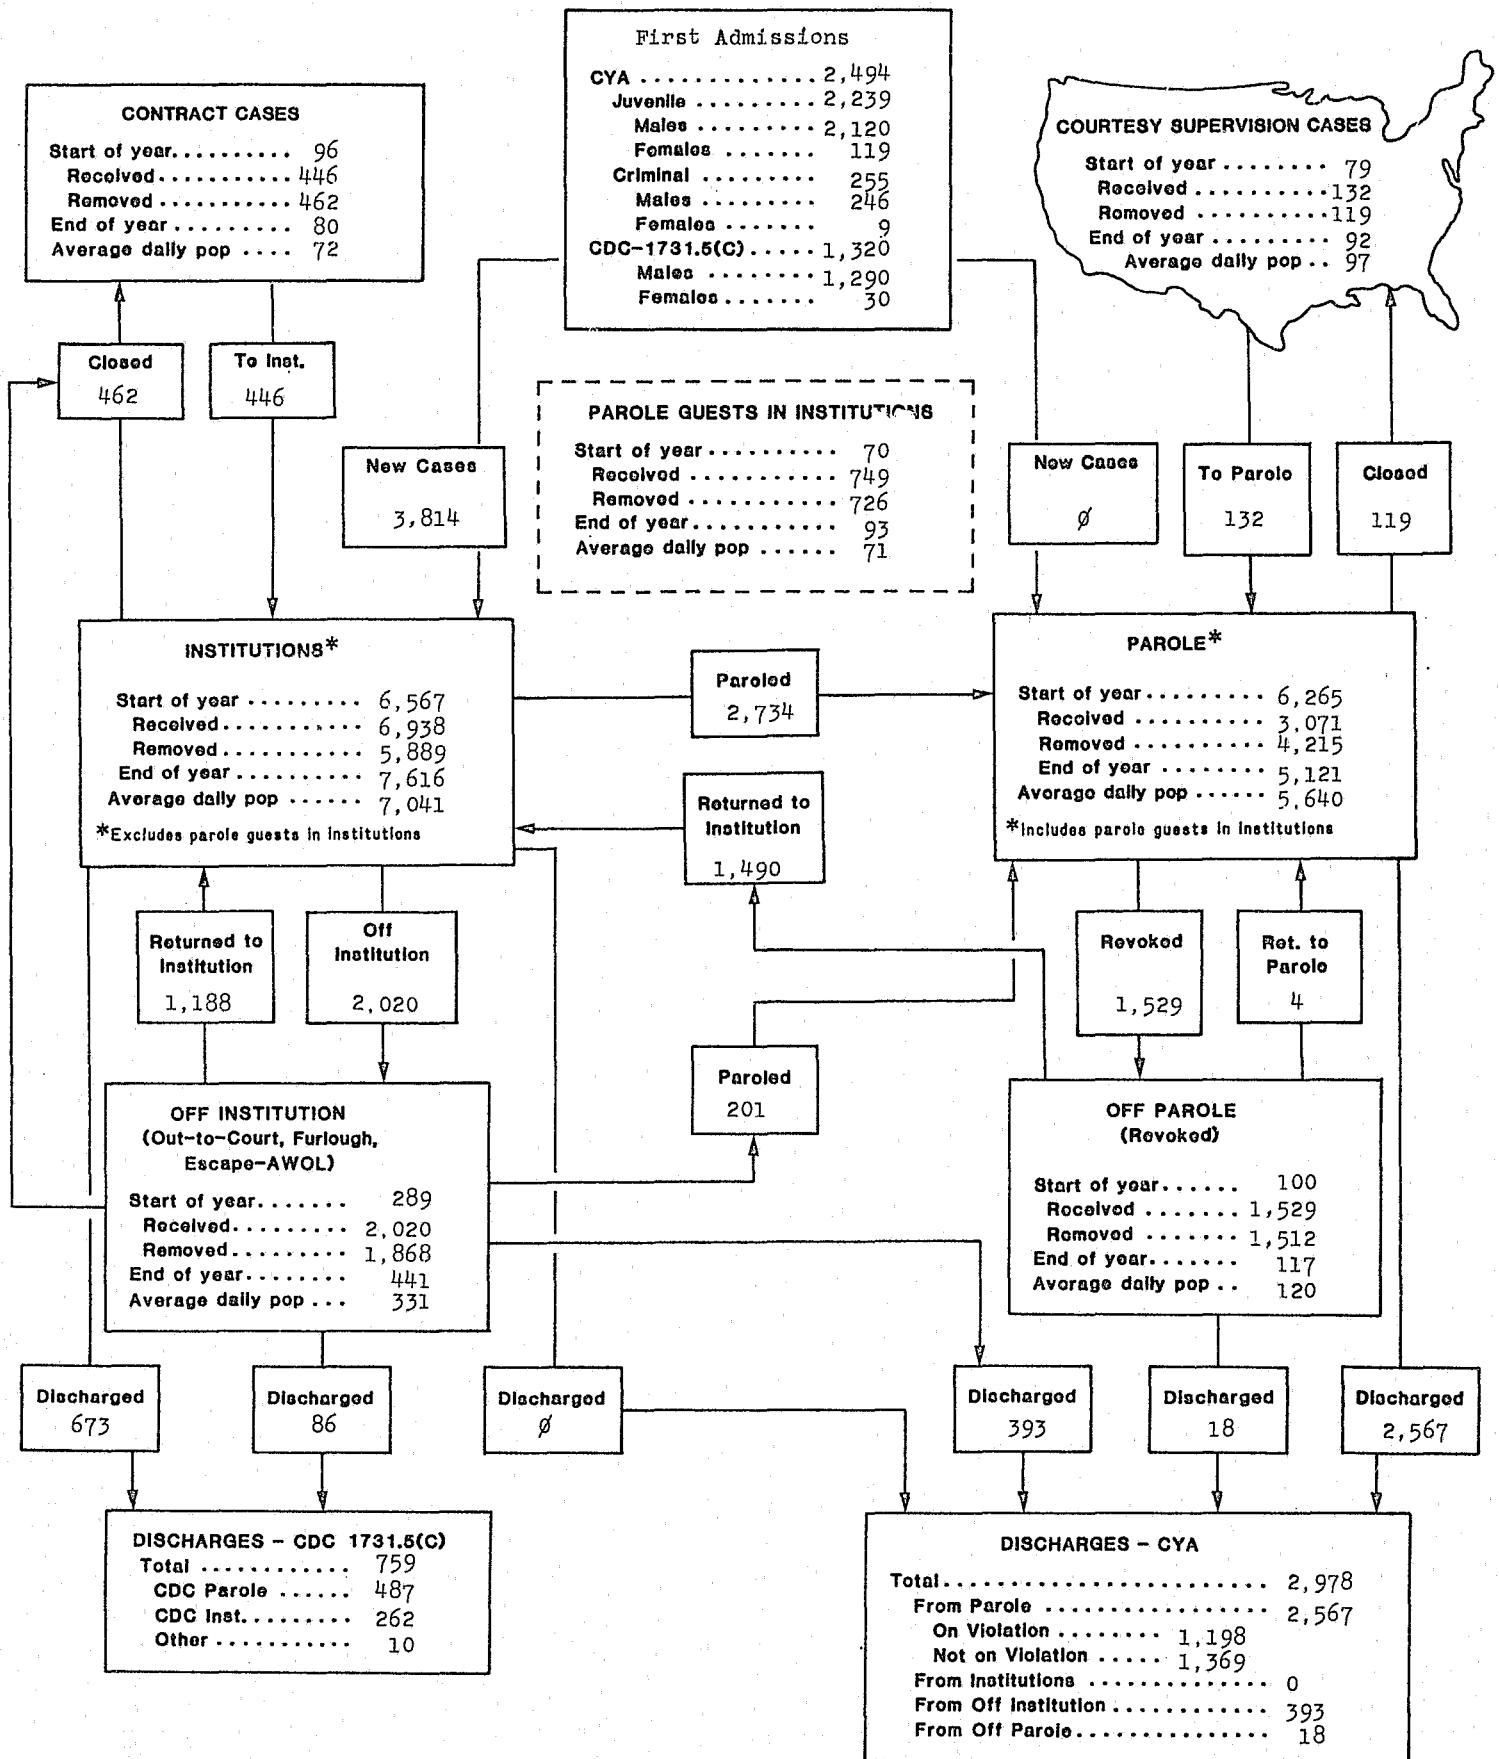 First Admissions
CYA .............. 2,494
Juvenile ......... 2,239
Males ......... 2,120
Females ....... 119
Criminal ......... 255
Males ......... 246
Females ....... 9
CDC-1731.5(C) ..... 1,320
Males ........ 1,290
Females ....... 30
CONTRACT CASES
Start of year.......... 96
Received........... 446
Removed........... 462
End of year ......... 80
Average daily pop .... 72
COURTESY SUPERVISION CASES
Start of year ........ 79
Received .......... 132
Removed .......... 119
End of year ......... 92
Average daily pop .. 97
Closed
462
To Inst.
446
PAROLE GUESTS IN INSTITUTIONS
Start of year .......... 70
Received ........... 749
Removed ........... 726
End of year........... 93
Average daily pop ...... 71
New Cases
3,814
New Cases
Ø
To Parole
132
Closed
119
INSTITUTIONS*
Start of year ......... 6,567
Received........... 6,938
Removed........... 5,889
End of year .......... 7,616
Average daily pop ...... 7,041
*Excludes parole guests in institutions
Paroled
2,734
PAROLE*
Start of year......... 6,265
Received .......... 3,071
Removed .......... 4,215
End of year ........ 5,121
Average daily pop ...... 5,640
*Includes parole guests in institutions
Returned to
Institution
1,490
Returned to
Institution
1,188
Off
Institution
2,020
Revoked
1,529
Ret. to
Parole
4
Paroled
201
OFF INSTITUTION
(Out-to-Court, Furlough,
Escape-AWOL)
Start of year....... 289
Received......... 2,020
Removed......... 1,868
End of year........ 441
Average daily pop ... 331
OFF PAROLE
(Revoked)
Start of year...... 100
Received ....... 1,529
Removed ....... 1,512
End of year....... 117
Average daily pop .. 120
Discharged
673
Discharged
86
Discharged
Ø
Discharged
393
Discharged
18
Discharged
2,567
DISCHARGES - CDC 1731.5(C)
Total ............ 759
CDC Parole ...... 487
CDC Inst......... 262
Other ........... 10
DISCHARGES - CYA
Total........................ 2,978
From Parole ................. 2,567
On Violation ........ 1,198
Not on Violation ..... 1,369
From Institutions .............. 0
From Off Institution ............ 393
From Off Parole............... 18